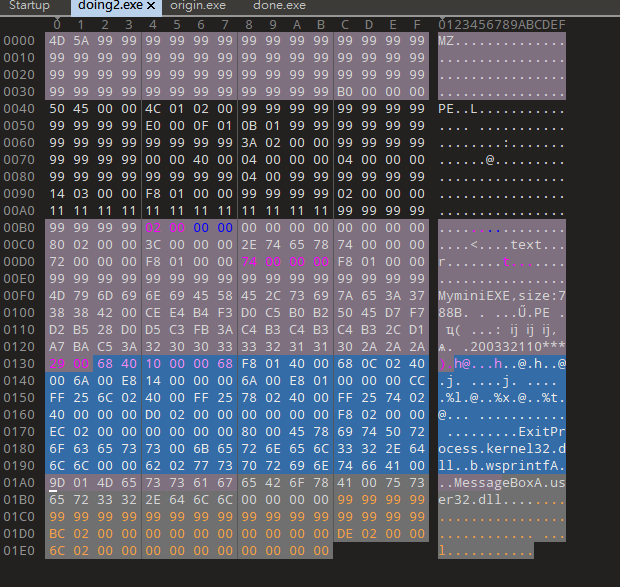 Startup doing2.exe × origin.exe done.exe
0 1 2 3 4 5 6 7 8 9 A B C D E F 0123456789ABCDEF
0000 4D 5A 99 99 99 99 99 99 99 99 99 99 99 99 99 99 MZ..............
0010 99 99 99 99 99 99 99 99 99 99 99 99 99 99 99 99 ................
0020 99 99 99 99 99 99 99 99 99 99 99 99 99 99 99 99 ................
0030 99 99 99 99 99 99 99 99 99 99 99 99 B0 00 00 00 ................
0040 50 45 00 00 4C 01 02 00 99 99 99 99 99 99 99 99 PE..L...........
0050 99 99 99 99 E0 00 0F 01 0B 01 99 99 99 99 99 99 .... ...........
0060 99 99 99 99 99 99 99 99 3A 02 00 00 99 99 99 99 ........:.......
0070 99 99 99 99 00 00 40 00 04 00 00 00 04 00 00 00 ......@.........
0080 99 99 99 99 99 99 99 99 04 00 99 99 99 99 99 99 ................
0090 14 03 00 00 F8 01 00 00 99 99 99 99 02 00 00 00 ................
00A0 11 11 11 11 11 11 11 11 11 11 11 11 99 99 99 99 ................
00B0 99 99 99 99 02 00 00 00 00 00 00 00 00 00 00 00 ................
00C0 80 02 00 00 3C 00 00 00 2E 74 65 78 74 00 00 00 ....<....text...
00D0 72 00 00 00 F8 01 00 00 74 00 00 00 F8 01 00 00 r.......t.......
00E0 99 99 99 99 99 99 99 99 99 99 99 99 99 99 99 99 ................
00F0 4D 79 6D 69 6E 69 45 58 45 2C 73 69 7A 65 3A 37 MyminiEXE,size:7
0100 38 38 42 00 CE E4 B4 F3 D0 C5 B0 B2 50 45 D7 F7 88B.
0110 D2 B5 28 D0 D5 C3 FB 3A C4 B3 C4 B3 C4 B3 2C D1
0120 A7 BA C5 3A 32 30 30 33 33 32 31 31 30 2A 2A 2A .200332110***
0130 29 00 68 40 10 00 00 68 F8 01 40 00 68 0C 02 40 ).h@...h..@.h..@
0140 00 6A 00 E8 14 00 00 00 6A 00 E8 01 00 00 00 CC .j......j.......
0150 FF 25 6C 02 40 00 FF 25 78 02 40 00 FF 25 74 02 .%l.@..%x.@..%t.
0160 40 00 00 00 D0 02 00 00 00 00 00 00 F8 02 00 00 @...............
0170 EC 02 00 00 00 00 00 00 80 00 45 78 69 74 50 72 ..........ExitPr
0180 6F 63 65 73 73 00 6B 65 72 6E 65 6C 33 32 2E 64 ocess.kernel32.d
0190 6C 6C 00 00 62 02 77 73 70 72 69 6E 74 66 41 00 ll..b.wsprintfA.
01A0 9D 01 4D 65 73 73 61 67 65 42 6F 78 41 00 75 73 ..MessageBoxA.us
01B0 65 72 33 32 2E 64 6C 6C 00 00 00 00 99 99 99 99 er32.dll........
01C0 99 99 99 99 99 99 99 99 99 99 99 99 99 99 99 99 ................
01D0 BC 02 00 00 00 00 00 00 00 00 00 00 DE 02 00 00 ................
01E0 6C 02 00 00 00 00 00 00 00 00 00 00 l...........